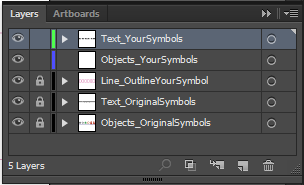 Layers Artboards
Text_YourSymbols
Objects_YourSymbols
Line_OutlineYourSymbol
Text_OriginalSymbols
Objects_OriginalSymbols
5 Layers